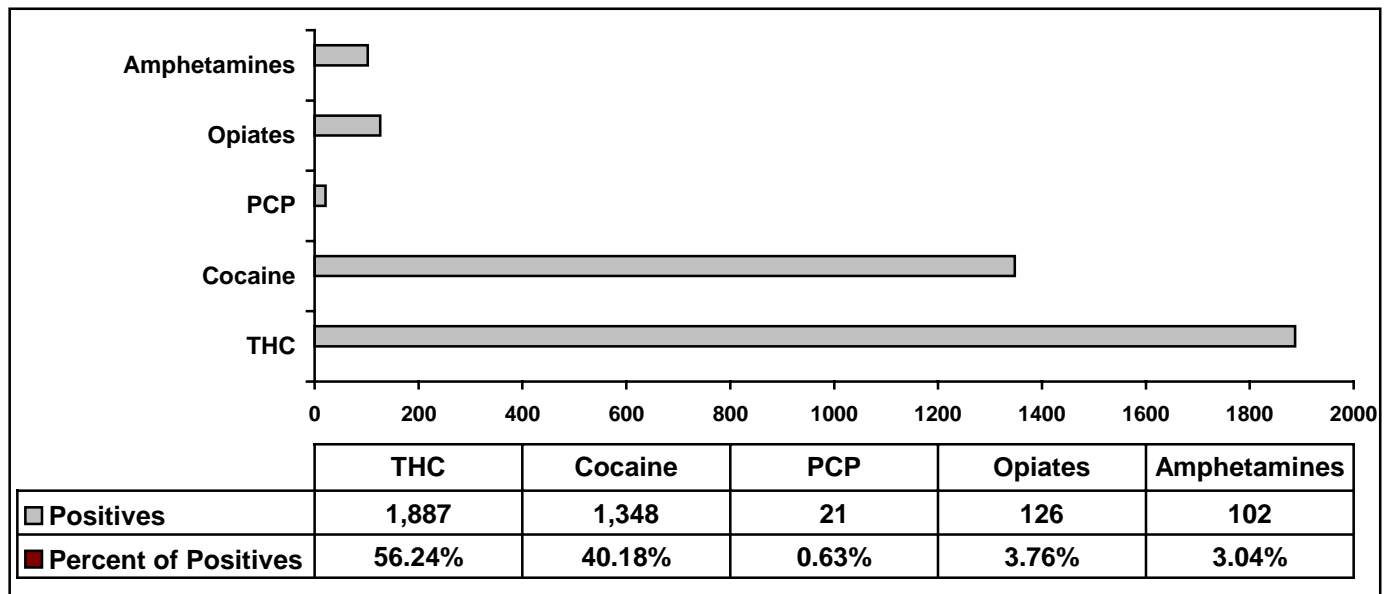 Amphetamines
Opiates
PCP
Cocaine
THC
0 200 400 600 800 1000 1200 1400 1600 1800 2000
THC Cocaine PCP Opiates Amphetamines
Positives 1,887 1,348 21 126 102
Percent of Positives 56.24% 40.18% 0.63% 3.76% 3.04%